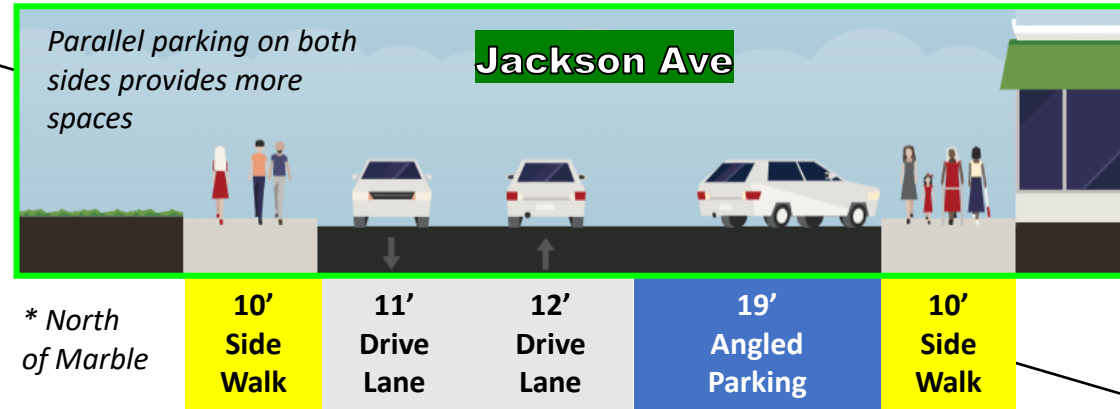 Parallel parking on both
sides provides more
spaces
Jackson Ave
* North
of Marble
10’
Side
Walk
11’
Drive
Lane
12’
Drive
Lane
19’
Angled
Parking
10’
Side
Walk